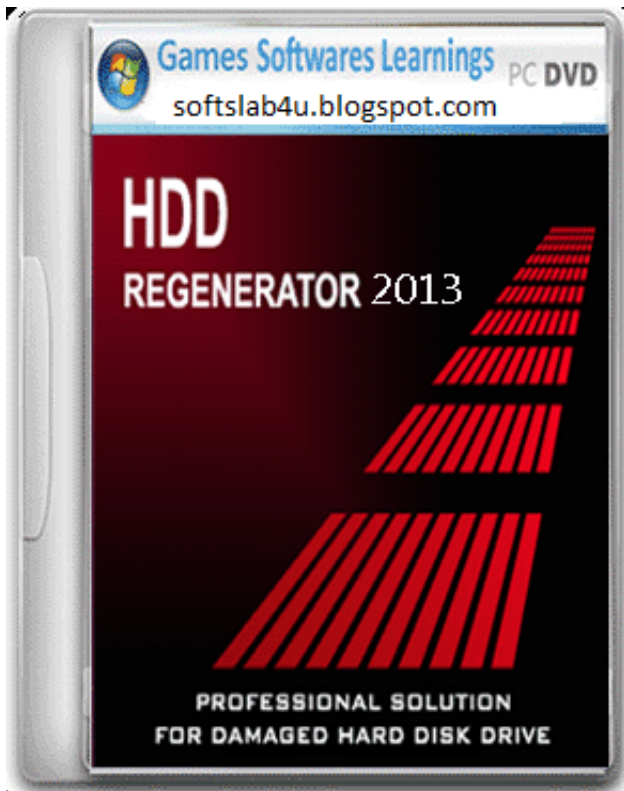 Games Softwares Learnings
PC DVD
softslab4u.blogspot.com
HDD
REGENERATOR 2013
PROFESSIONAL SOLUTION
FOR DAMAGED HARD DISK DRIVE